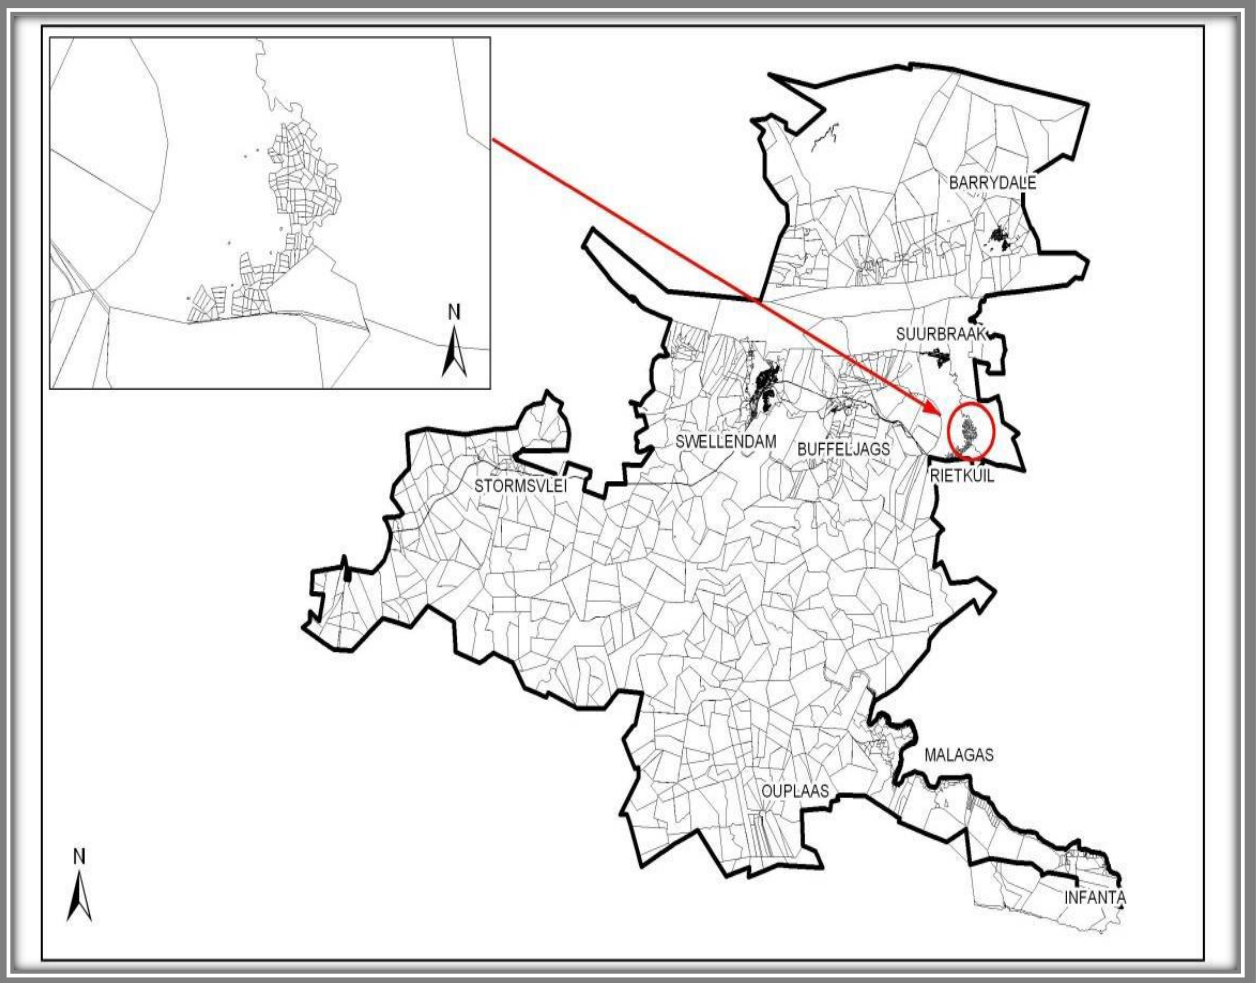 BARRYDALE
N
SUURBRAAK
SWELLENDAM
BUFFELJAGS
RIETKUIL
STORMSVLEI
MALAGAS
OUPLAAS
N
INFANTA